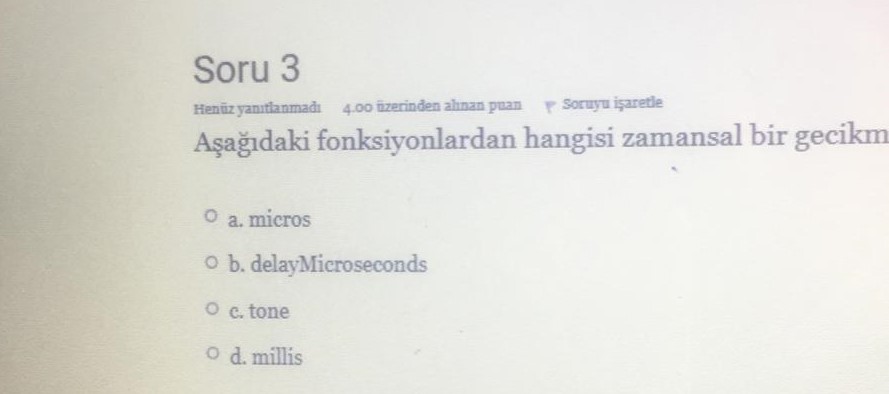 Soru 3
Henüz yanıtlanmadı 4.00 üzerinden alınan puan Soruyu işaretle
Aşağıdaki fonksiyonlardan hangisi zamansal bir gecikm
a. micros
b. delayMicroseconds
c. tone
d. millis